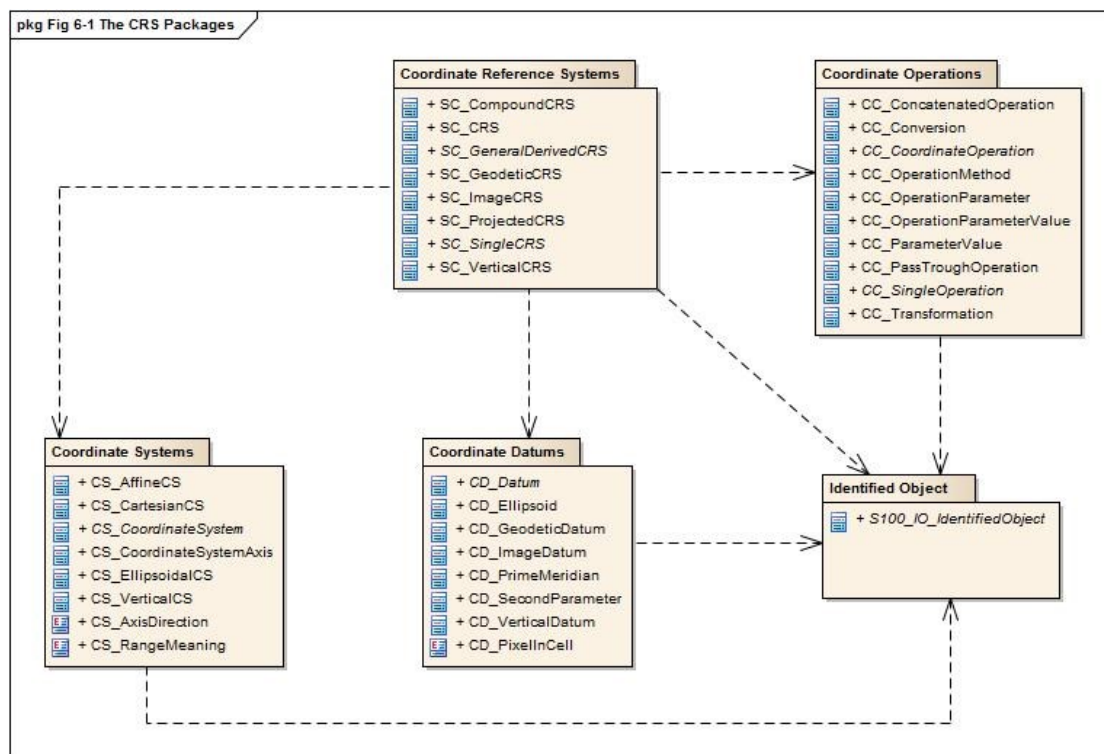 pkg Fig 6-1 The CRS Packages
Coordinate Reference Systems
+ SC_CompoundCRS
+ SC_CRS
+ SC_GeneralDerivedCRS
+ SC_GeodeticCRS
+ SC_ImageCRS
+ SC_ProjectedCRS
+ SC_SingleCRS
+ SC_VerticalCRS
Coordinate Operations
+ CC_ConcatenatedOperation
+ CC_Conversion
+ CC_CoordinateOperation
+ CC_OperationMethod
+ CC_OperationParameter
+ CC_OperationParameterValue
+ CC_ParameterValue
+ CC_PassTroughOperation
+ CC_SingleOperation
+ CC_Transformation
Coordinate Systems
+ CS_AffineCS
+ CS_CartesianCS
+ CS_CoordinateSystem
+ CS_CoordinateSystemAxis
+ CS_EllipsoidalCS
+ CS_VerticalCS
E + CS_AxisDirection
E + CS_RangeMeaning
Coordinate Datums
+ CD_Datum
+ CD_Ellipsoid
+ CD_GeodeticDatum
+ CD_ImageDatum
+ CD_PrimeMeridian
+ CD_SecondParameter
+ CD_VerticalDatum
E + CD_PixelInCell
Identified Object
+ S100_IO_IdentifiedObject